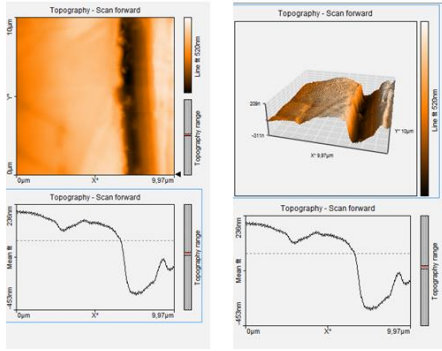 Topography - Scan forward
10µm
Y*
0µm
0µm
X*
9,97µm
Line fit 520nm
Topography range
Topography - Scan forward
Y* 10µm
X* 9,97µm
Line fit 520nm
Topography - Scan forward
236nm
Mean fit
-453nm
0µm
X*
9,97µm
Topography range
Topography - Scan forward
236nm
Mean fit
-453nm
0µm
X*
9,97µm
Topography range